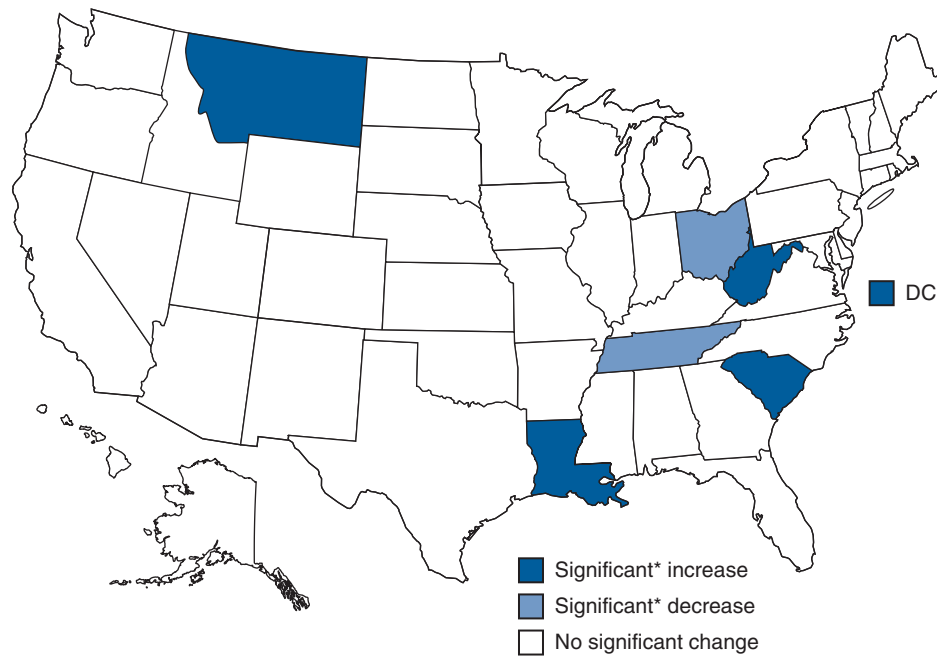 DC
Significant* increase
Significant* decrease
No significant change